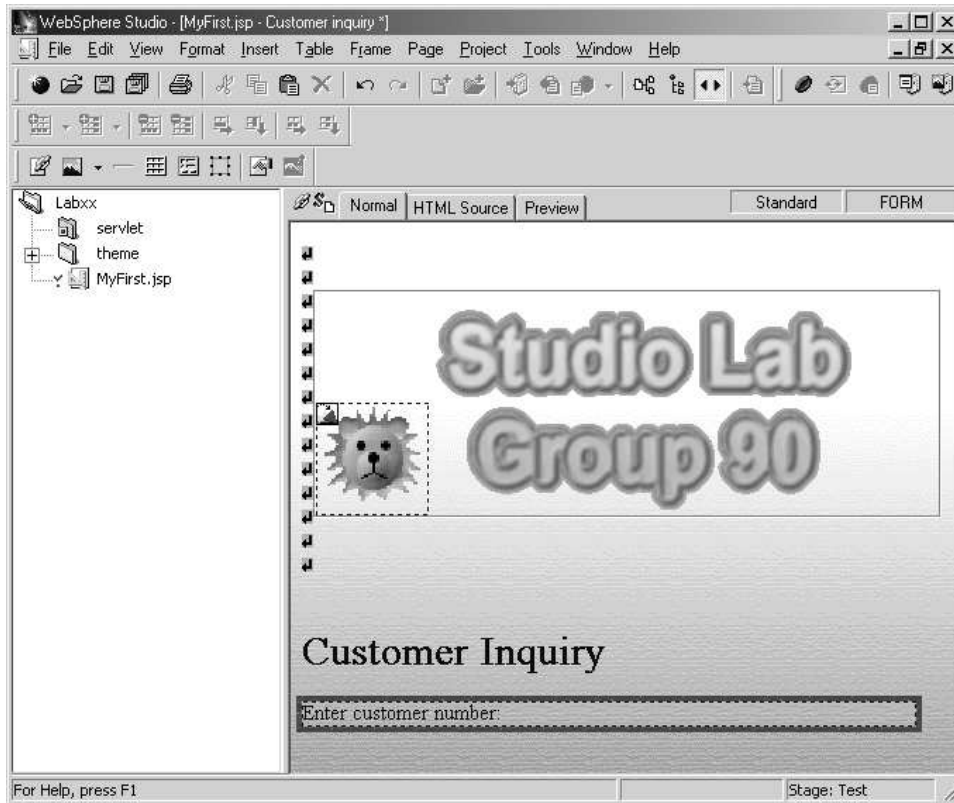 WebSphere Studio - [MyFirst.jsp - Customer inquiry *]
File Edit View Format Insert Table Frame Page Project Tools Window Help
Labxx
servlet
theme
MyFirst.jsp
Normal HTML Source Preview Standard FORM
Studio Lab
Group 90
Customer Inquiry
Enter customer number:
For Help, press F1 Stage: Test